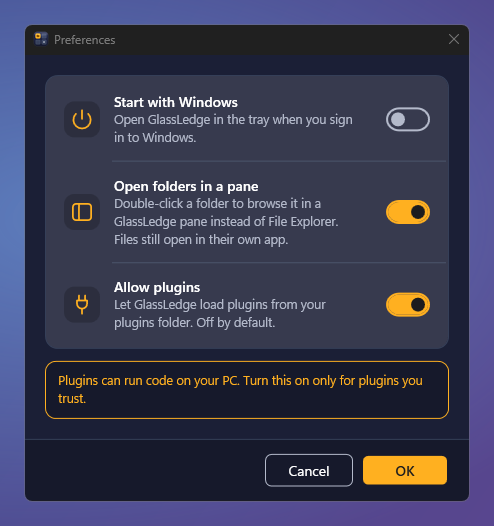 Preferences
Start with Windows
Open GlassLedge in the tray when you sign
in to Windows.
Open folders in a pane
Double-click a folder to browse it in a
GlassLedge pane instead of File Explorer.
Files still open in their own app.
Allow plugins
Let GlassLedge load plugins from your
plugins folder. Off by default.
Plugins can run code on your PC. Turn this on only for plugins you
trust.
Cancel
OK